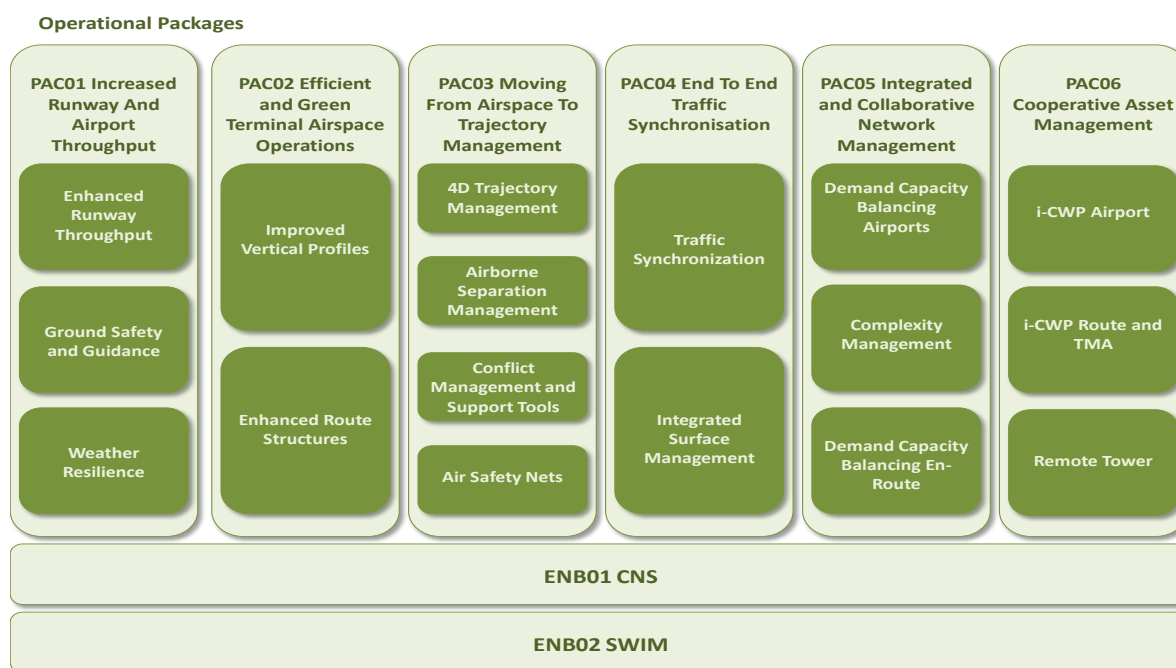 Operational Packages
PAC01 Increased
Runway And
Airport
Throughput
Enhanced
Runway
Throughput
Ground Safety
and Guidance
Weather
Resilience
PAC02 Efficient
and Green
Terminal Airspace
Operations
Improved
Vertical Profiles
Enhanced Route
Structures
PAC03 Moving
From Airspace To
Trajectory
Management
4D Trajectory
Management
Airborne
Separation
Management
Conflict
Management and
Support Tools
Air Safety Nets
PAC04 End To End
Traffic
Synchronisation
Traffic
Synchronization
Integrated
Surface
Management
PAC05 Integrated
and Collaborative
Network
Management
Demand Capacity
Balancing
Airports
Complexity
Management
Demand Capacity
Balancing En-
Route
PAC06
Cooperative Asset
Management
i-CWP Airport
i-CWP Route and
TMA
Remote Tower
ENB01 CNS
ENB02 SWIM